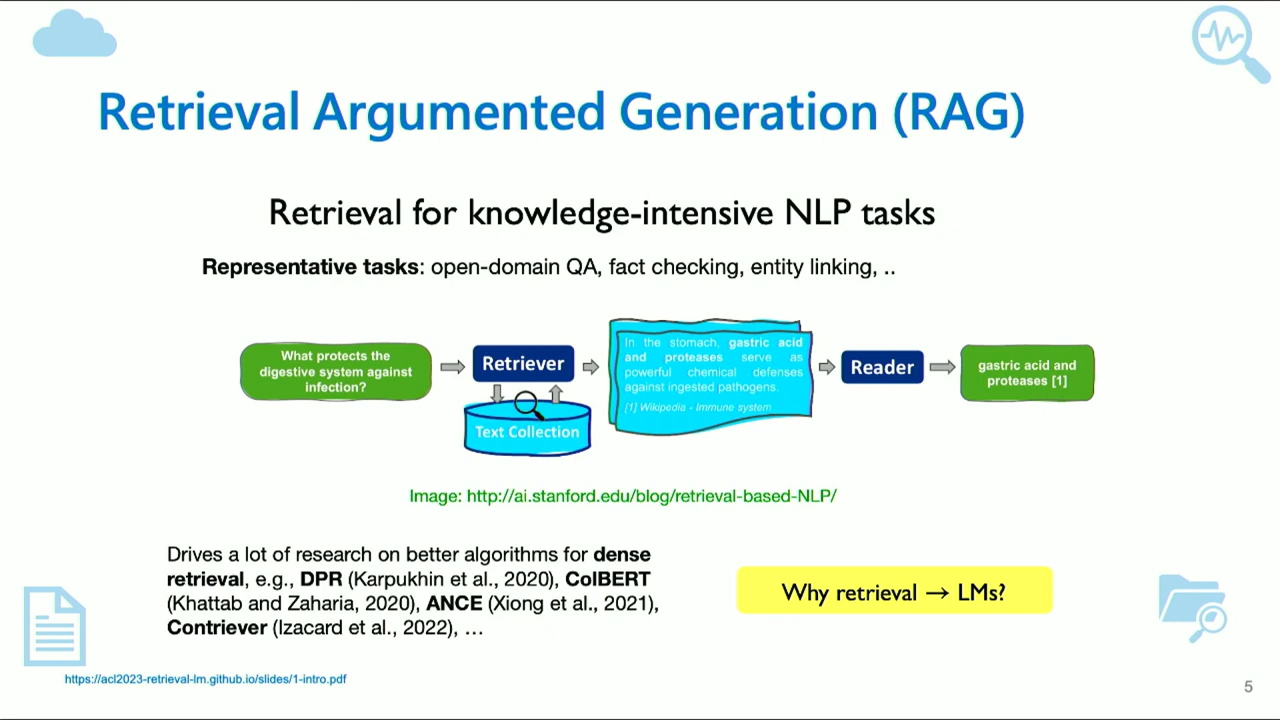 Retrieval Argumented Generation (RAG)
Retrieval for knowledge-intensive NLP tasks
Representative tasks: open-domain QA, fact checking, entity linking, ..
What protects the
digestive system against
infection?
Retriever
Text Collection
In the stomach, gastric acid
and proteases serve as
powerful chemical defenses
against ingested pathogens.
[1] Wikipedia - Immune system
Reader
gastric acid and
proteases [1]
Image: http://ai.stanford.edu/blog/retrieval-based-NLP/
Drives a lot of research on better algorithms for dense
retrieval, e.g., DPR (Karpukhin et al., 2020), ColBERT
(Khattab and Zaharia, 2020), ANCE (Xiong et al., 2021),
Contriever (Izacard et al., 2022), …
Why retrieval → LMs?
https://acl2023-retrieval-lm.github.io/slides/1-intro.pdf
5